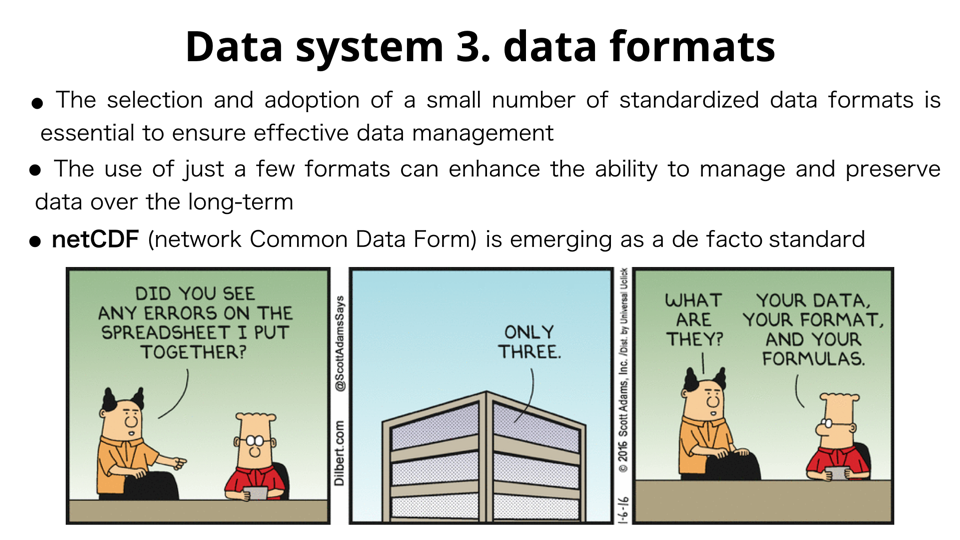 Data system 3. data formats
● The selection and adoption of a small number of standardized data formats is
essential to ensure effective data management
● The use of just a few formats can enhance the ability to manage and preserve
data over the long-term
● netCDF (network Common Data Form) is emerging as a de facto standard
DID YOU SEE
ANY ERRORS ON THE
SPREADSHEET I PUT
TOGETHER?
Dilbert.com @ScottAdamsSays
ONLY
THREE.
1-6-16 © 2016 Scott Adams, Inc. /Dist. by Universal Uclick
WHAT
ARE
THEY?
YOUR DATA,
YOUR FORMAT,
AND YOUR
FORMULAS.